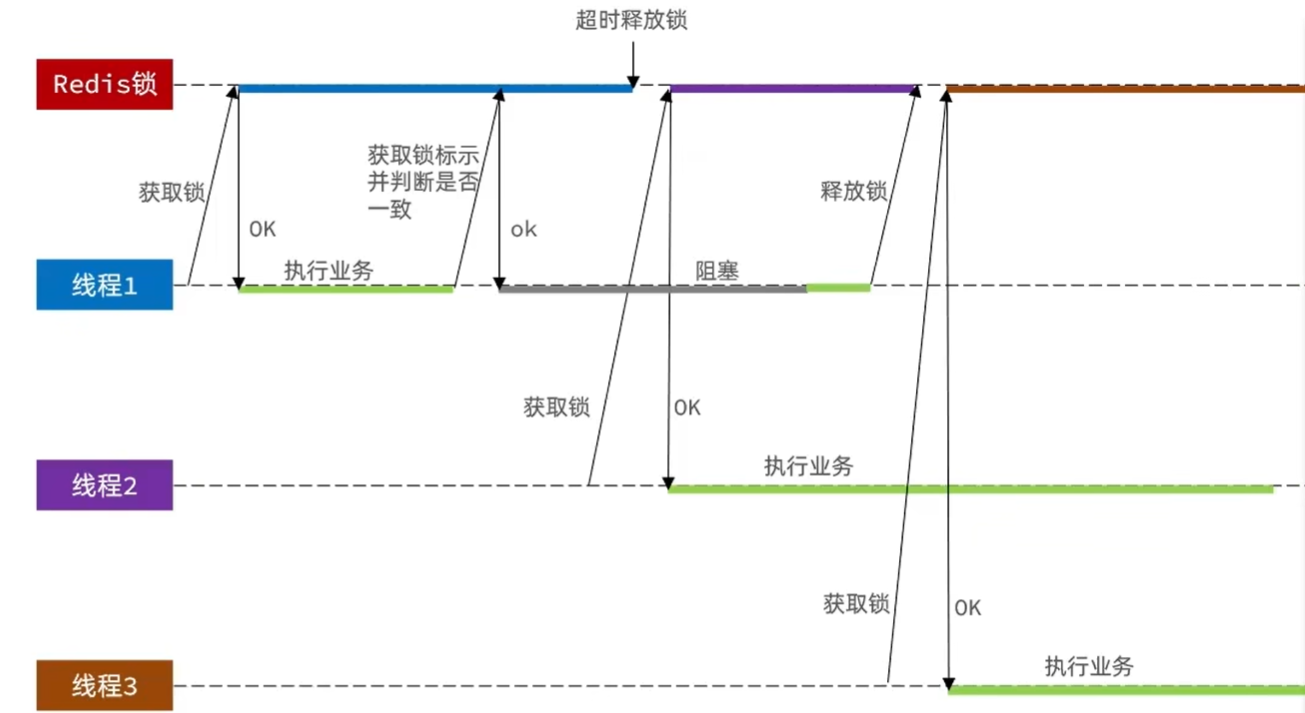 超时释放锁
Redis锁
获取锁标示
并判断是否
一致
获取锁
释放锁
OK
ok
执行业务
阻塞
线程1
获取锁
OK
执行业务
线程2
获取锁
OK
执行业务
线程3